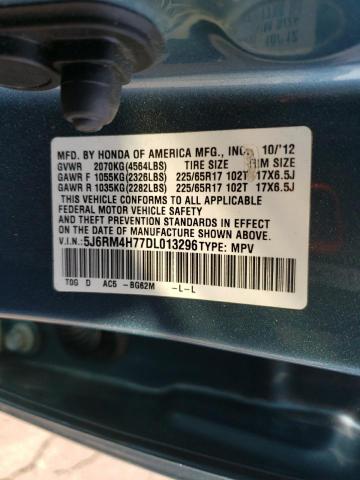 MFD. BY HONDA OF AMERICA MFG., INC. 10/'12
GVWR 2070KG(4564LBS) TIRE SIZE RIM SIZE
GAWR F 1055KG(2326LBS) 225/65R17 102T 17X6.5J
GAWR R 1035KG(2282LBS) 225/65R17 102T 17X6.5J
THIS VEHICLE CONFORMS TO ALL APPLICABLE
FEDERAL MOTOR VEHICLE SAFETY AND
THEFT PREVENTION STANDARDS IN EFFECT ON
THE DATE OF MANUFACTURE SHOWN ABOVE.
V.I.N.: 5J6RM4H77DL013296 TYPE: MPV
T0G D AC5 -BG62M -L-L